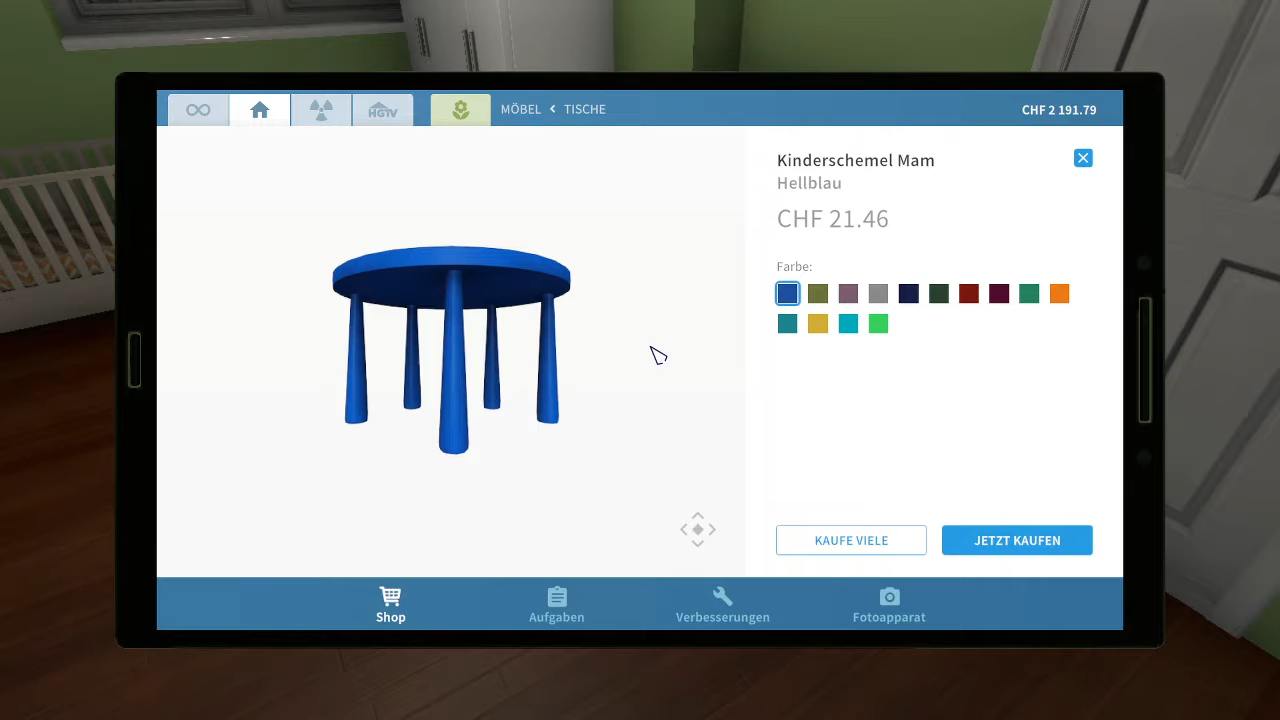 HGTV
MÖBEL < TISCHE
CHF 2 191.79
Kinderschemel Mam
Hellblau
CHF 21.46
Farbe:
KAUFE VIELE
JETZT KAUFEN
Shop
Aufgaben
Verbesserungen
Fotoapparat